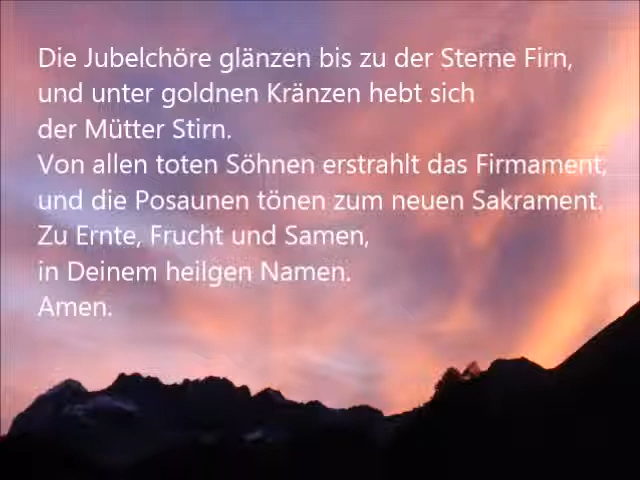 Die Jubelchöre glänzen bis zu der Sterne Firn,
und unter goldnen Kränzen hebt sich
der Mütter Stirn.
Von allen toten Söhnen erstrahlt das Firmament,
und die Posaunen tönen zum neuen Sakrament.
Zu Ernte, Frucht und Samen,
in Deinem heilgen Namen.
Amen.